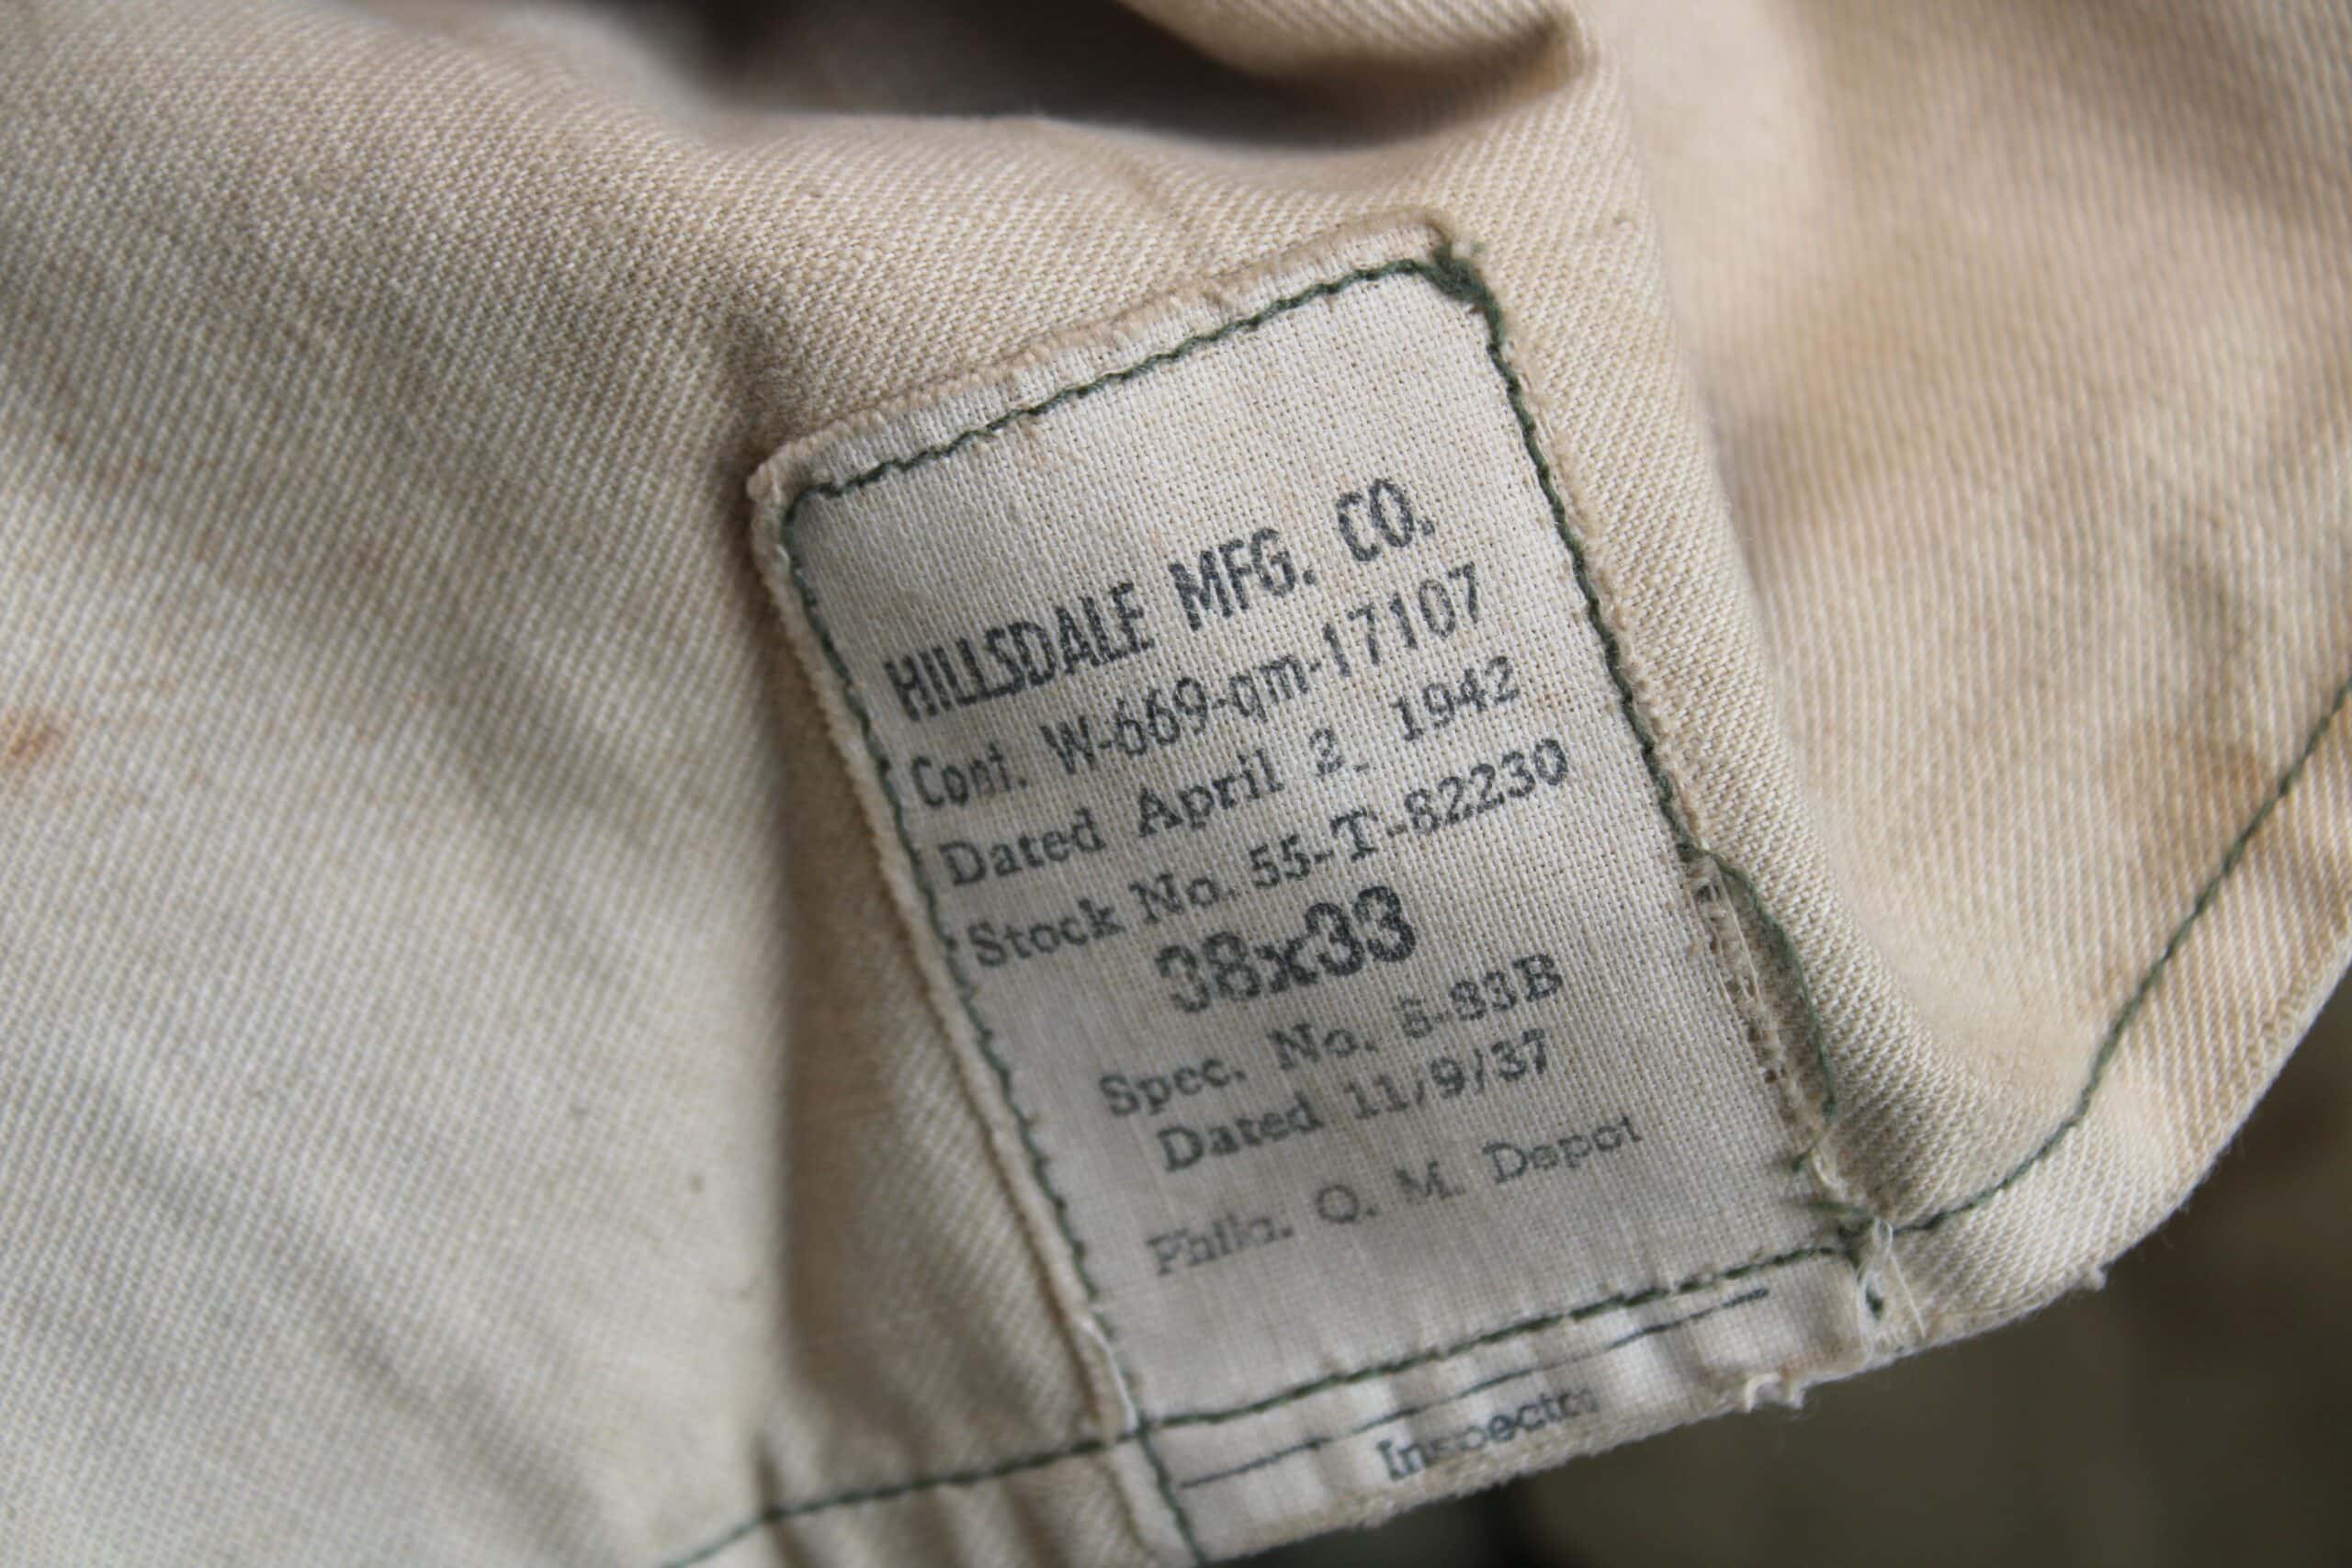 HILLSDALE MFG. CO.
Cont. W-669-qm-17107
Dated April 2, 1942
Stock No. 55-T-82230
38x33
Spec. No. 6-83B
Dated 11/9/37
Phila. Q. M. Depot
Inspector